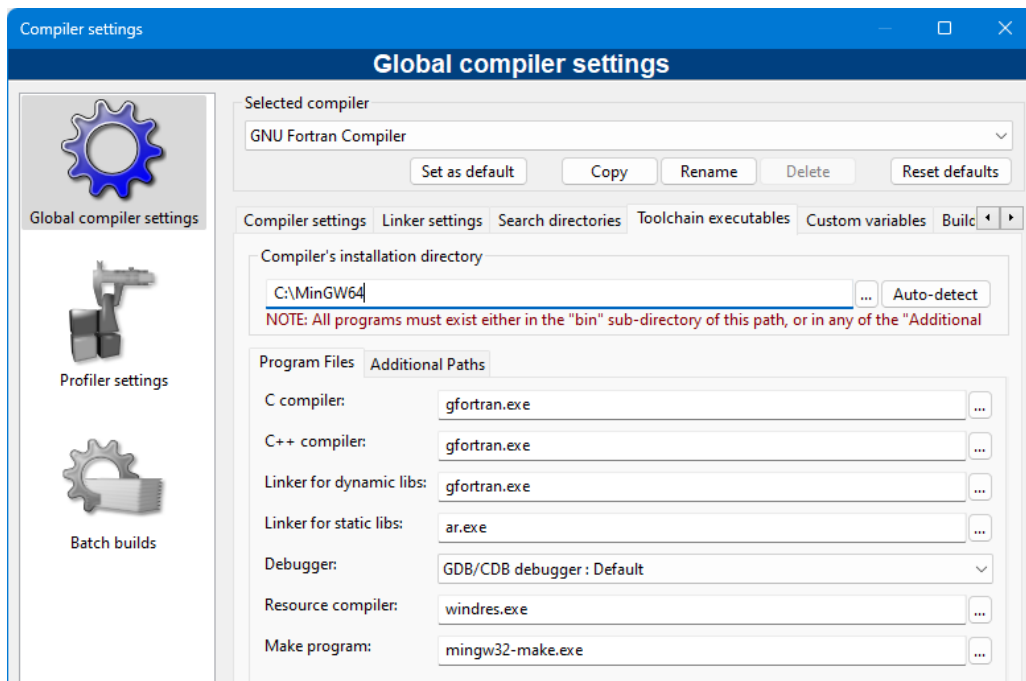 Compiler settings
Global compiler settings
Global compiler settings
Profiler settings
Batch builds
Selected compiler
GNU Fortran Compiler
Set as default Copy Rename Delete Reset defaults
Compiler settings Linker settings Search directories Toolchain executables Custom variables Build
Compiler's installation directory
C:\MinGW64 ... Auto-detect
NOTE: All programs must exist either in the "bin" sub-directory of this path, or in any of the "Additional
Program Files Additional Paths
C compiler: gfortran.exe ...
C++ compiler: gfortran.exe ...
Linker for dynamic libs: gfortran.exe ...
Linker for static libs: ar.exe ...
Debugger: GDB/CDB debugger : Default
Resource compiler: windres.exe ...
Make program: mingw32-make.exe ...